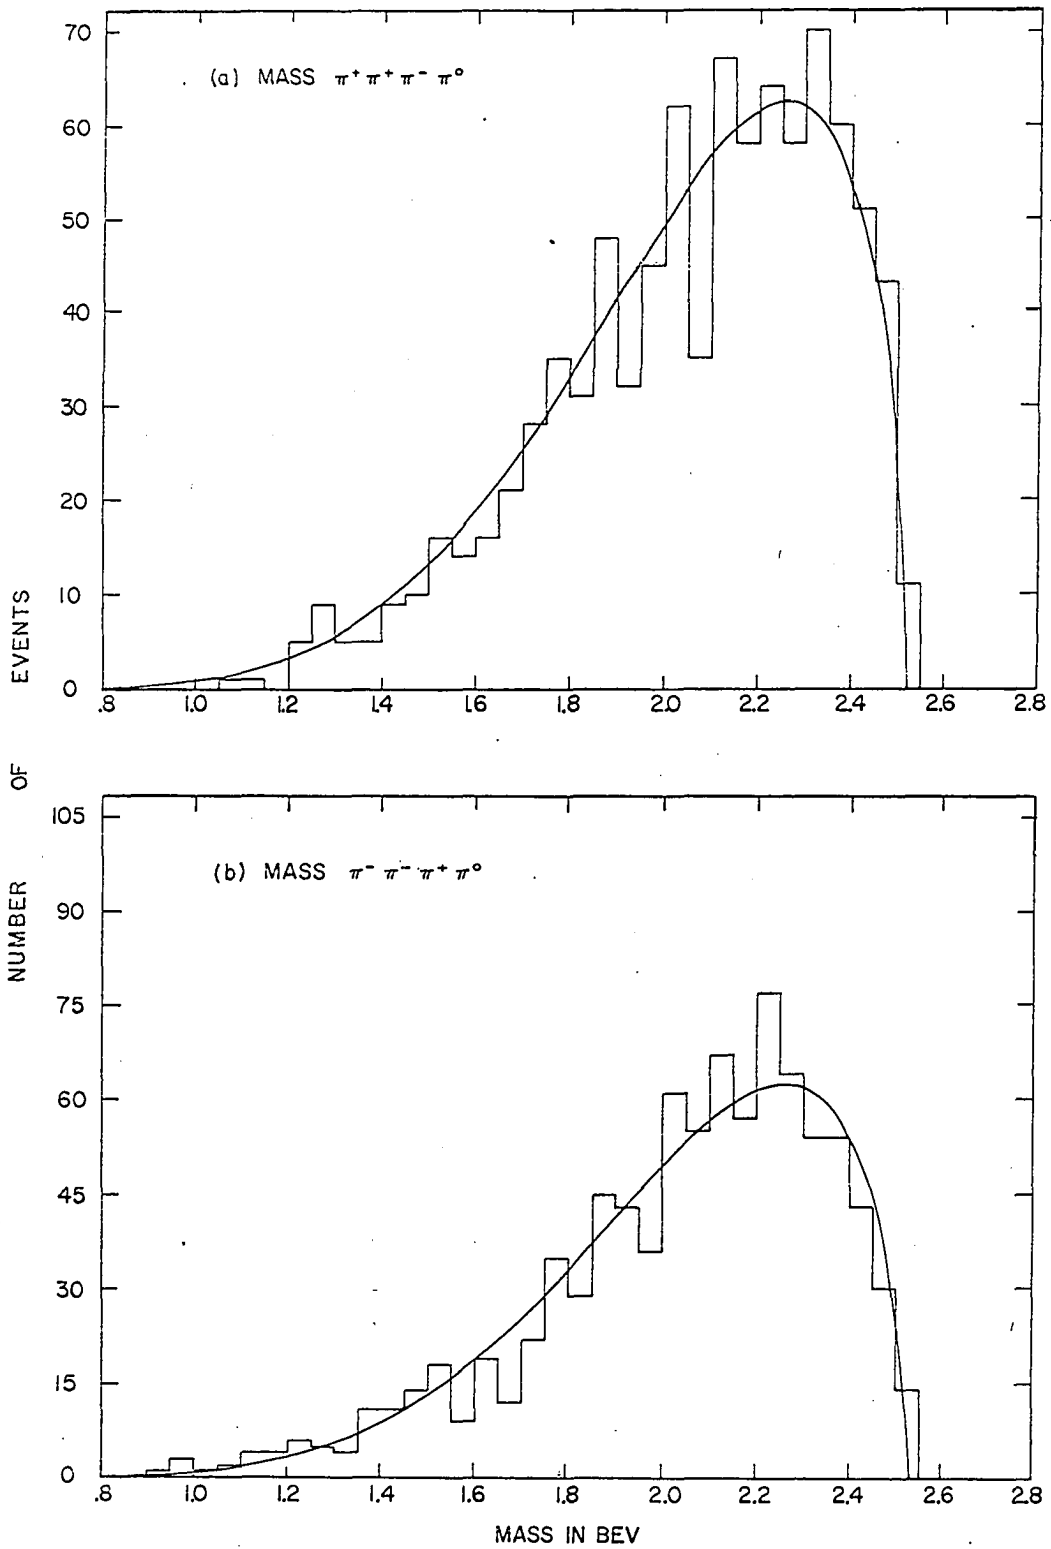 70
60
50
40
30
20
10
0
(a) MASS π⁺ π⁺ π⁻ π⁰
.8 1.0 1.2 1.4 1.6 1.8 2.0 2.2 2.4 2.6 2.8
NUMBER OF EVENTS
105
90
75
60
45
30
15
0
(b) MASS π⁻ π⁻ π⁺ π⁰
.8 1.0 1.2 1.4 1.6 1.8 2.0 2.2 2.4 2.6 2.8
MASS IN BEV